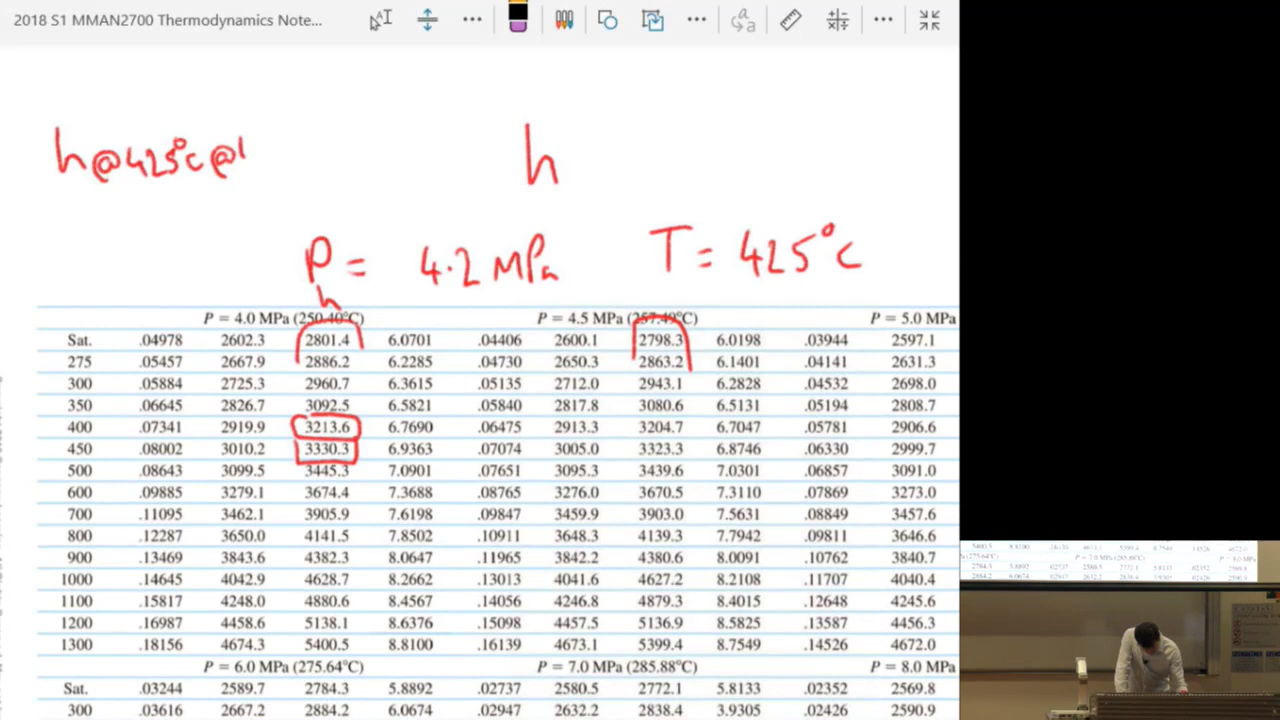 2018 S1 MMAN2700 Thermodynamics Note...
h@425°C@
h
P = 4.2 MPa T = 425°C
h
P = 4.0 MPa (250.40°C) P = 4.5 MPa (257.49°C) P = 5.0 MPa
Sat. .04978 2602.3 2801.4 6.0701 .04406 2600.1 2798.3 6.0198 .03944 2597.1
275 .05457 2667.9 2886.2 6.2285 .04730 2650.3 2863.2 6.1401 .04141 2631.3
300 .05884 2725.3 2960.7 6.3615 .05135 2712.0 2943.1 6.2828 .04532 2698.0
350 .06645 2826.7 3092.5 6.5821 .05840 2817.8 3080.6 6.5131 .05194 2808.7
400 .07341 2919.9 3213.6 6.7690 .06475 2913.3 3204.7 6.7047 .05781 2906.6
450 .08002 3010.2 3330.3 6.9363 .07074 3005.0 3323.3 6.8746 .06330 2999.7
500 .08643 3099.5 3445.3 7.0901 .07651 3095.3 3439.6 7.0301 .06857 3091.0
600 .09885 3279.1 3674.4 7.3688 .08765 3276.0 3670.5 7.3110 .07869 3273.0
700 .11095 3462.1 3905.9 7.6198 .09847 3459.9 3903.0 7.5631 .08849 3457.6
800 .12287 3650.0 4141.5 7.8502 .10911 3648.3 4139.3 7.7942 .09811 3646.6
900 .13469 3843.6 4382.3 8.0647 .11965 3842.2 4380.6 8.0091 .10762 3840.7
1000 .14645 4042.9 4628.7 8.2662 .13013 4041.6 4627.2 8.2108 .11707 4040.4
1100 .15817 4248.0 4880.6 8.4567 .14056 4246.8 4879.3 8.4015 .12648 4245.6
1200 .16987 4458.6 5138.1 8.6376 .15098 4457.5 5136.9 8.5825 .13587 4456.3
1300 .18156 4674.3 5400.5 8.8100 .16139 4673.1 5399.4 8.7549 .14526 4672.0
P = 6.0 MPa (275.64°C) P = 7.0 MPa (285.88°C) P = 8.0 MPa
Sat. .03244 2589.7 2784.3 5.8892 .02737 2580.5 2772.1 5.8133 .02352 2569.8
300 .03616 2667.2 2884.2 6.0674 .02947 2632.2 2838.4 3.9305 .02426 2590.9